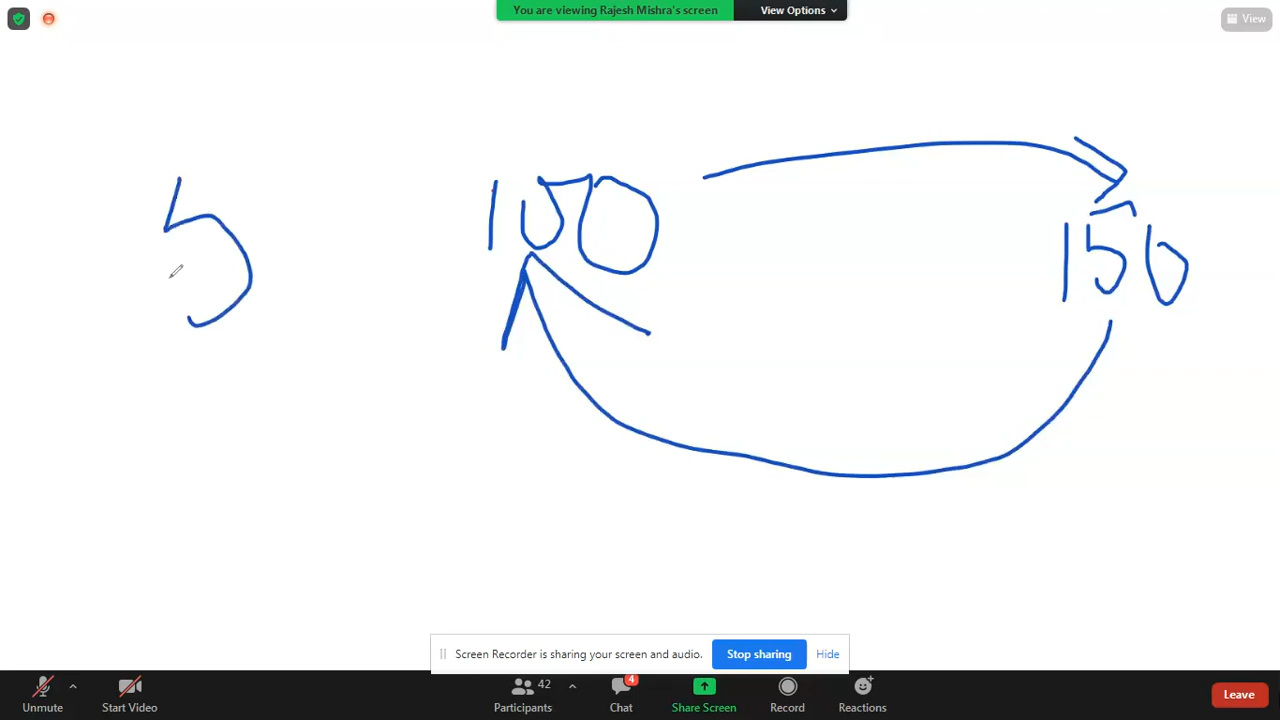 You are viewing Rajesh Mishra's screen
View Options
View
5
100
150
Screen Recorder is sharing your screen and audio.
Stop sharing
Hide
Unmute
Start Video
42
Participants
4
Chat
Share Screen
Record
Reactions
Leave